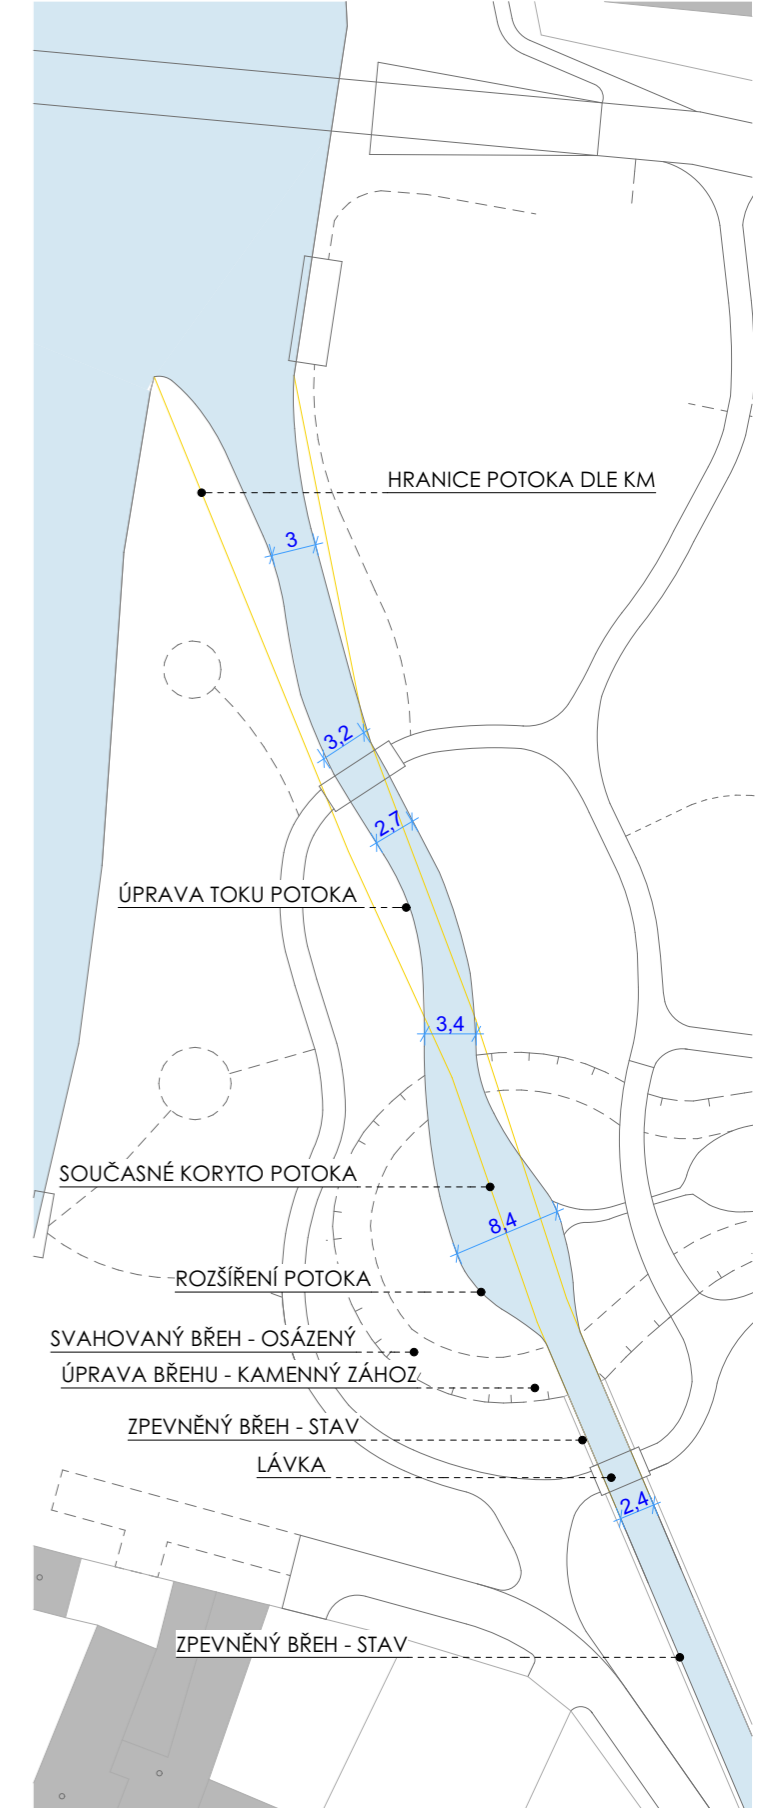 HRANICE POTOKA DLE KM
3
3,2
2,7
ÚPRAVA TOKU POTOKA
3,4
SOUČASNÉ KORYTO POTOKA
8,4
ROZŠÍŘENÍ POTOKA
SVAHOVANÝ BŘEH - OSÁZENÝ
ÚPRAVA BŘEHU - KAMENNÝ ZÁHOZ
ZPEVNĚNÝ BŘEH - STAV
LÁVKA
2,4
ZPEVNĚNÝ BŘEH - STAV